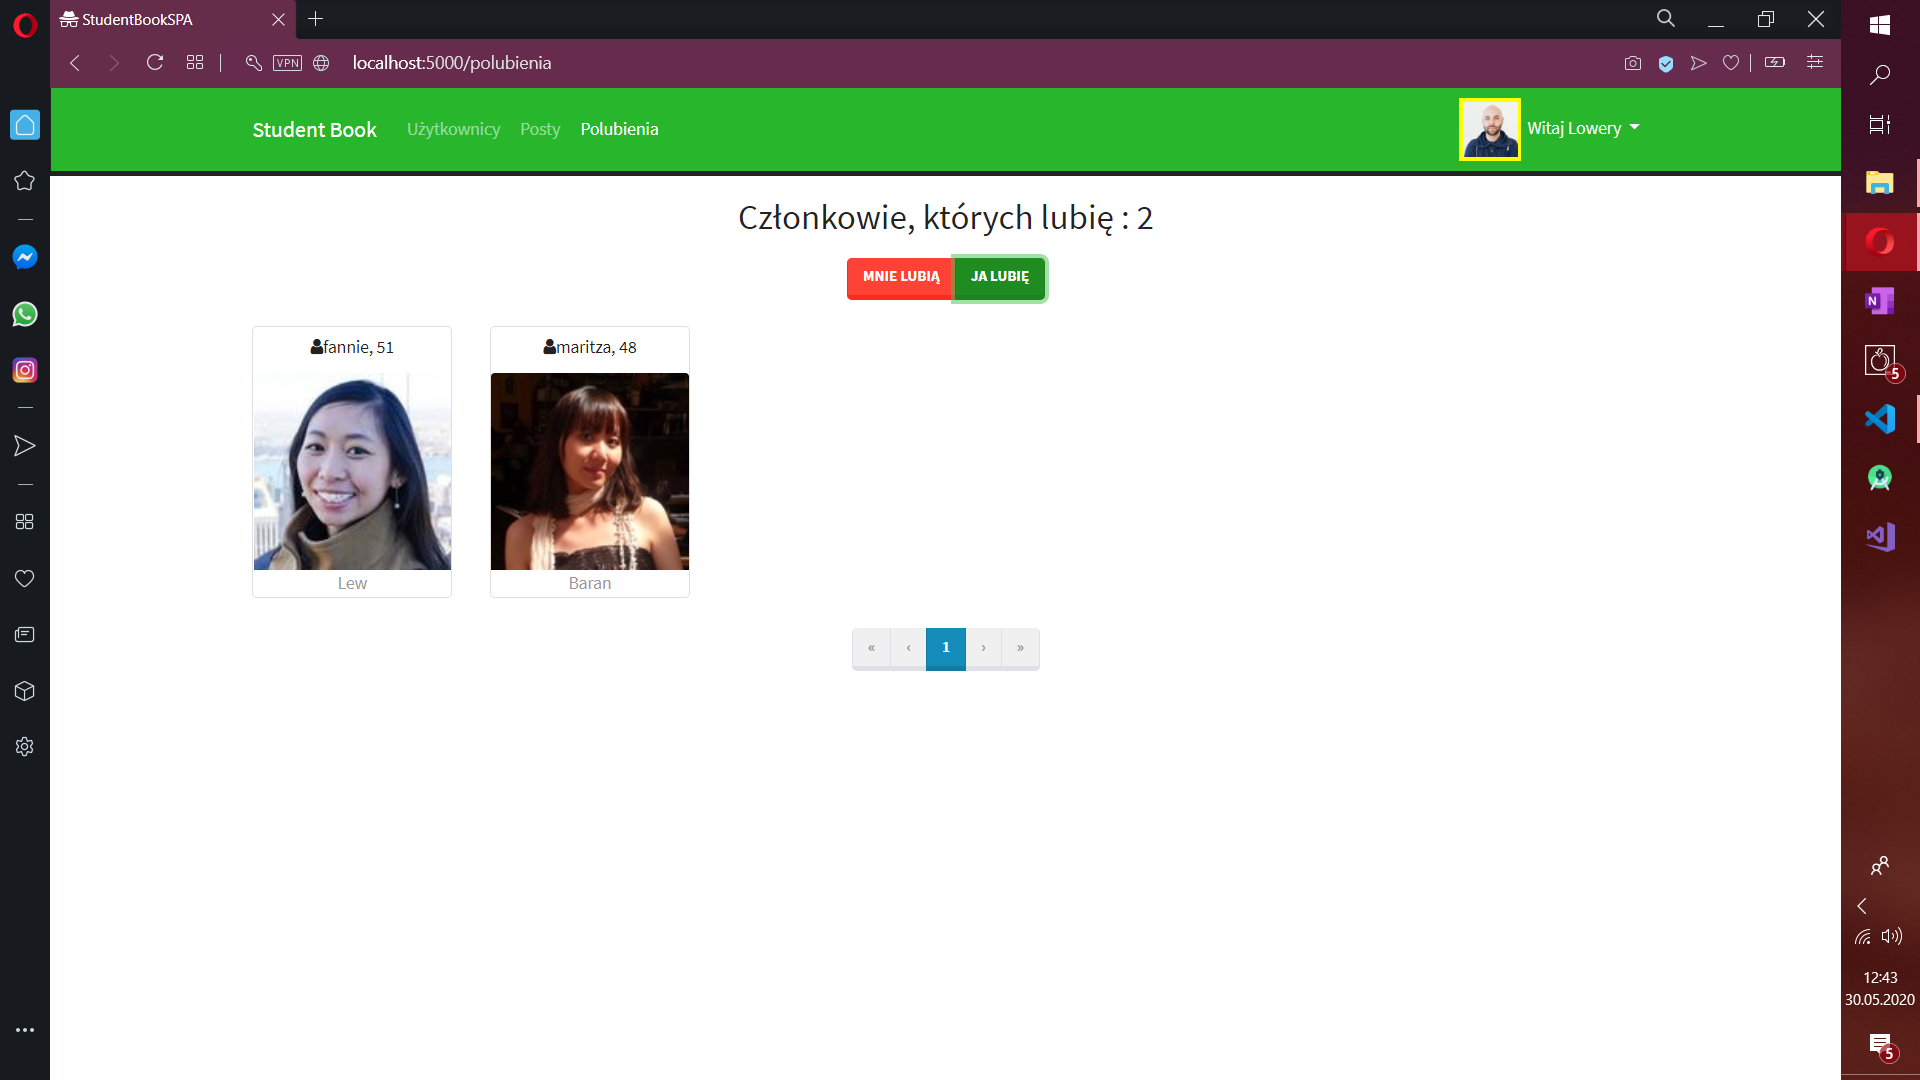 StudentBookSPA
VPN
localhost:5000/polubienia
Student Book
Użytkownicy
Posty
Polubienia
Witaj Lowery
Członkowie, których lubię : 2
MNIE LUBIĄ
JA LUBIĘ
fannie, 51
maritza, 48
Lew
Baran
« ‹ 1 › »
N
5
12:43
30.05.2020
5